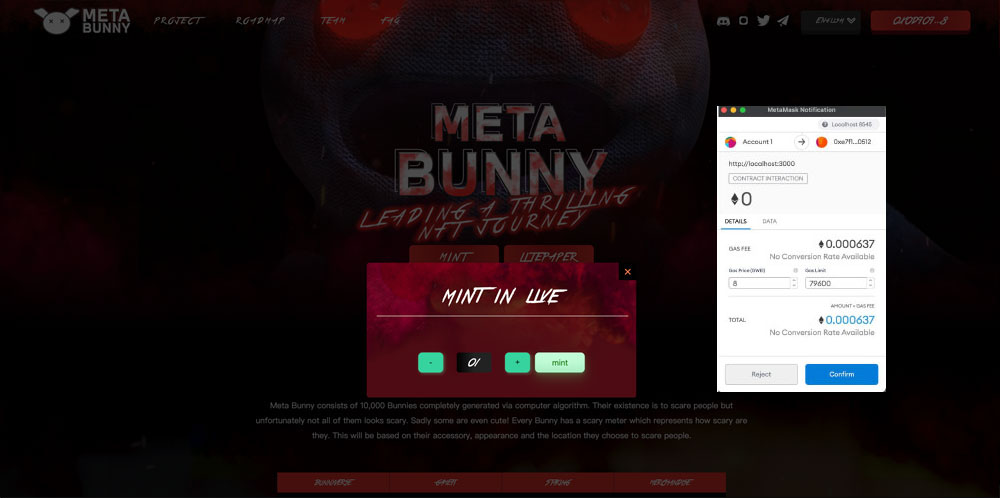 META
BUNNY
PROJECT
ROADMAP
TEAM
FAQ
ENGLISH
META
BUNNY
LEADING A THRILLING
NFT JOURNEY
MINT
LITEPAPER
MINT IN LIVE
-
01
+
mint
Meta Bunny consists of 10,000 Bunnies completely generated via computer algorithm. Their existence is to scare people but
unfortunately not all of them looks scary. Sadly some are even cute! Every Bunny has a scary meter which represents how scary are
they. This will be based on their accessory, appearance and the location they choose to scare people.
BUNNIVERSE
STAKING
MERCHANDISE
MetaMask Notification
Localhost 8545
Account 1
0xe7f1...0512
http://localhost:3000
CONTRACT INTERACTION
0
DETAILS
DATA
GAS FEE
0.000637
No Conversion Rate Available
Gas Price (GWEI)
Gas Limit
8
79600
AMOUNT + GAS FEE
TOTAL
0.000637
No Conversion Rate Available
Reject
Confirm